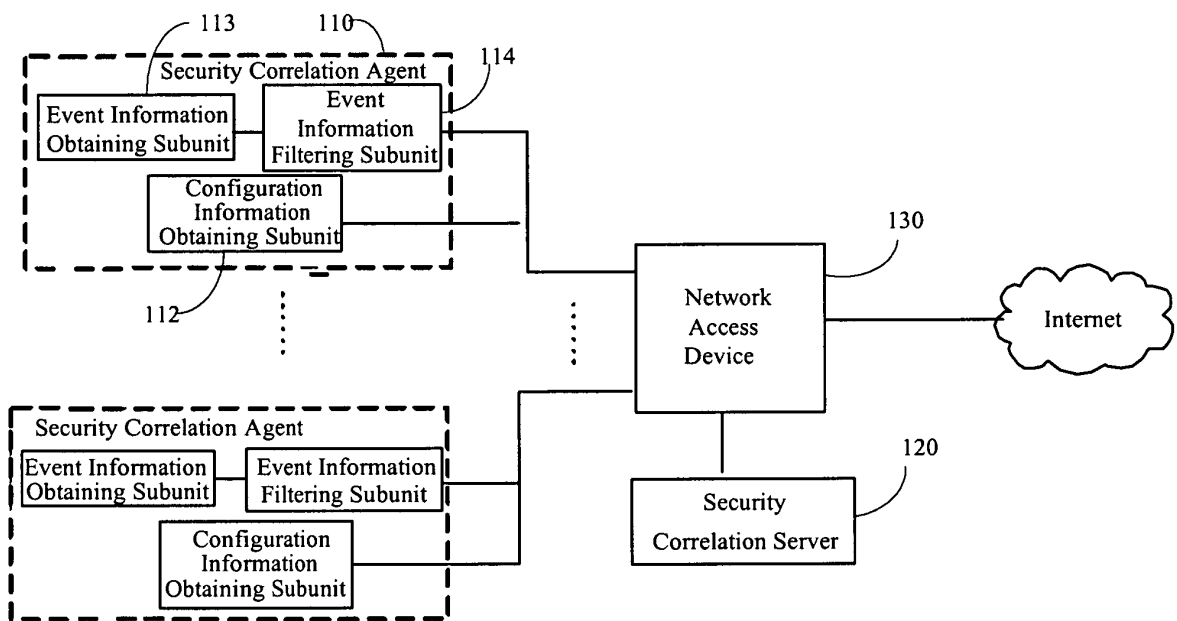 113
110
Security Correlation Agent
114
Event Information
Obtaining Subunit
Event
Information
Filtering Subunit
Configuration
Information
Obtaining Subunit
112
130
Network
Access
Device
Internet
Security Correlation Agent
Event Information
Obtaining Subunit
Event Information
Filtering Subunit
Configuration
Information
Obtaining Subunit
120
Security
Correlation Server